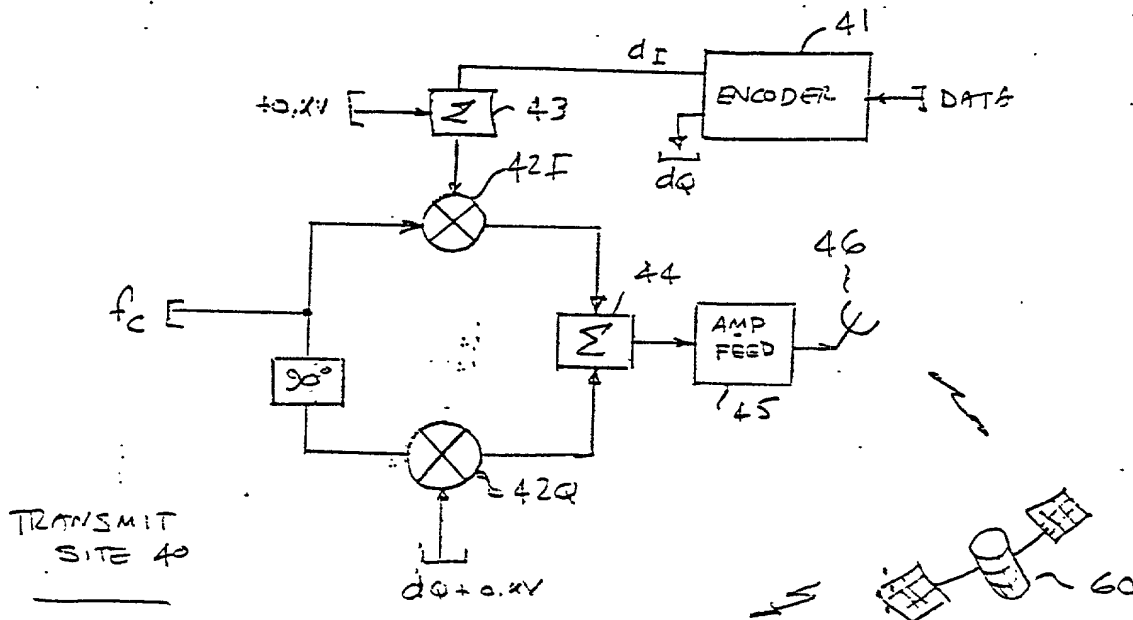 41
dI
ENCODER
DATA
+0.xV
Σ
43
dQ
42I
46
44
fc
Σ
AMP
FEED
90°
45
42Q
TRANSMIT
SITE 40
dQ+0.xV
60